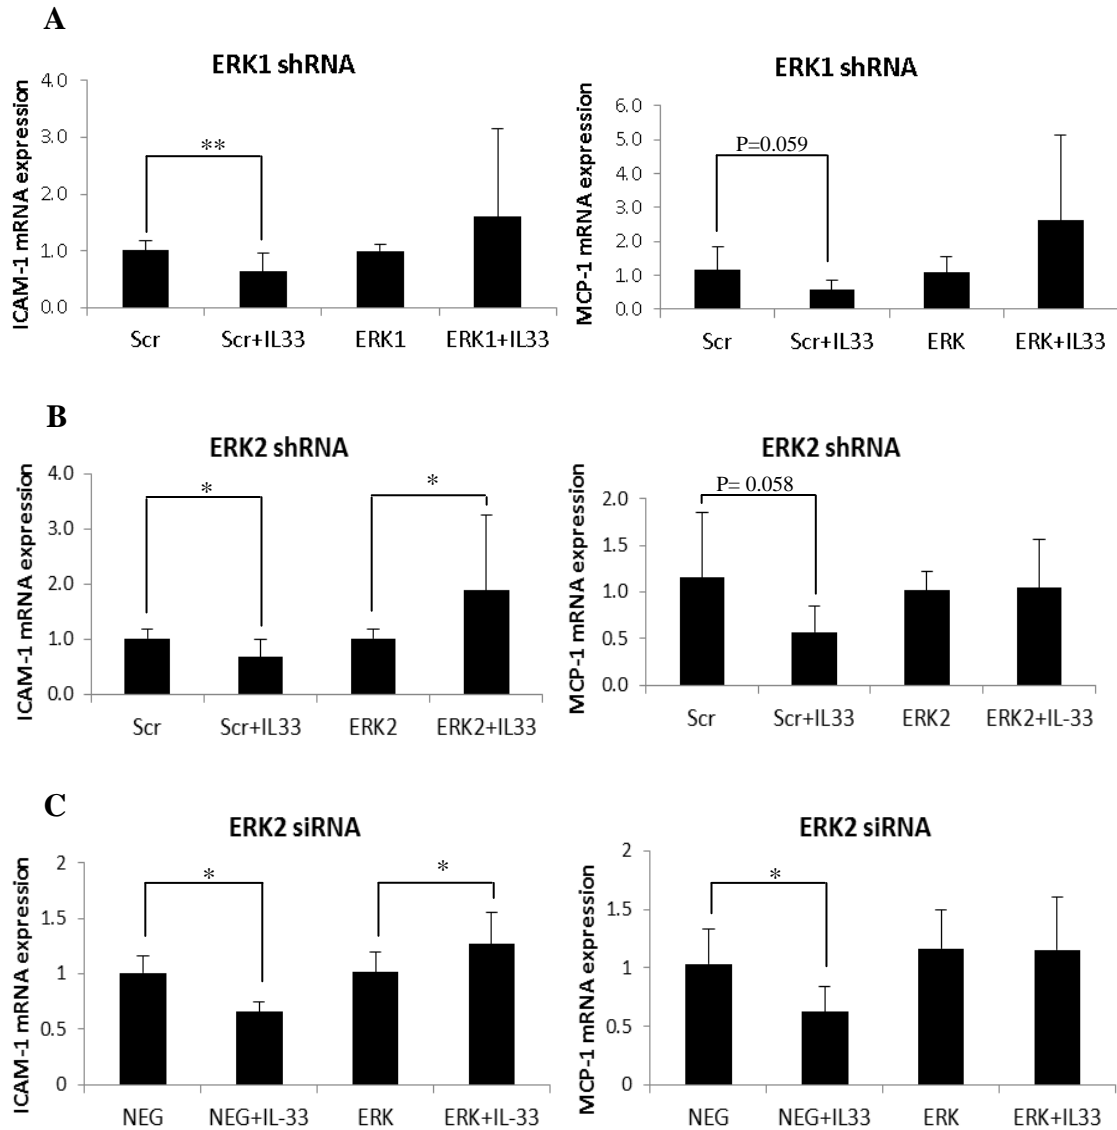 A
ERK1 shRNA
ICAM-1 mRNA expression
4.0
3.0
2.0
1.0
0.0
**
Scr Scr+IL33 ERK1 ERK1+IL33
ERK1 shRNA
MCP-1 mRNA expression
6.0
5.0
4.0
3.0
2.0
1.0
0.0
P=0.059
Scr Scr+IL33 ERK ERK+IL33
B
ERK2 shRNA
ICAM-1 mRNA expression
4.0
3.0
2.0
1.0
0.0
* *
Scr Scr+IL33 ERK2 ERK2+IL33
ERK2 shRNA
MCP-1 mRNA expression
2.0
1.5
1.0
0.5
0.0
P= 0.058
Scr Scr+IL33 ERK2 ERK2+IL-33
C
ERK2 siRNA
ICAM-1 mRNA expression
2
1.5
1
0.5
0
* *
NEG NEG+IL-33 ERK ERK+IL-33
ERK2 siRNA
MCP-1 mRNA expression
2
1.5
1
0.5
0
*
NEG NEG+IL33 ERK ERK+IL33